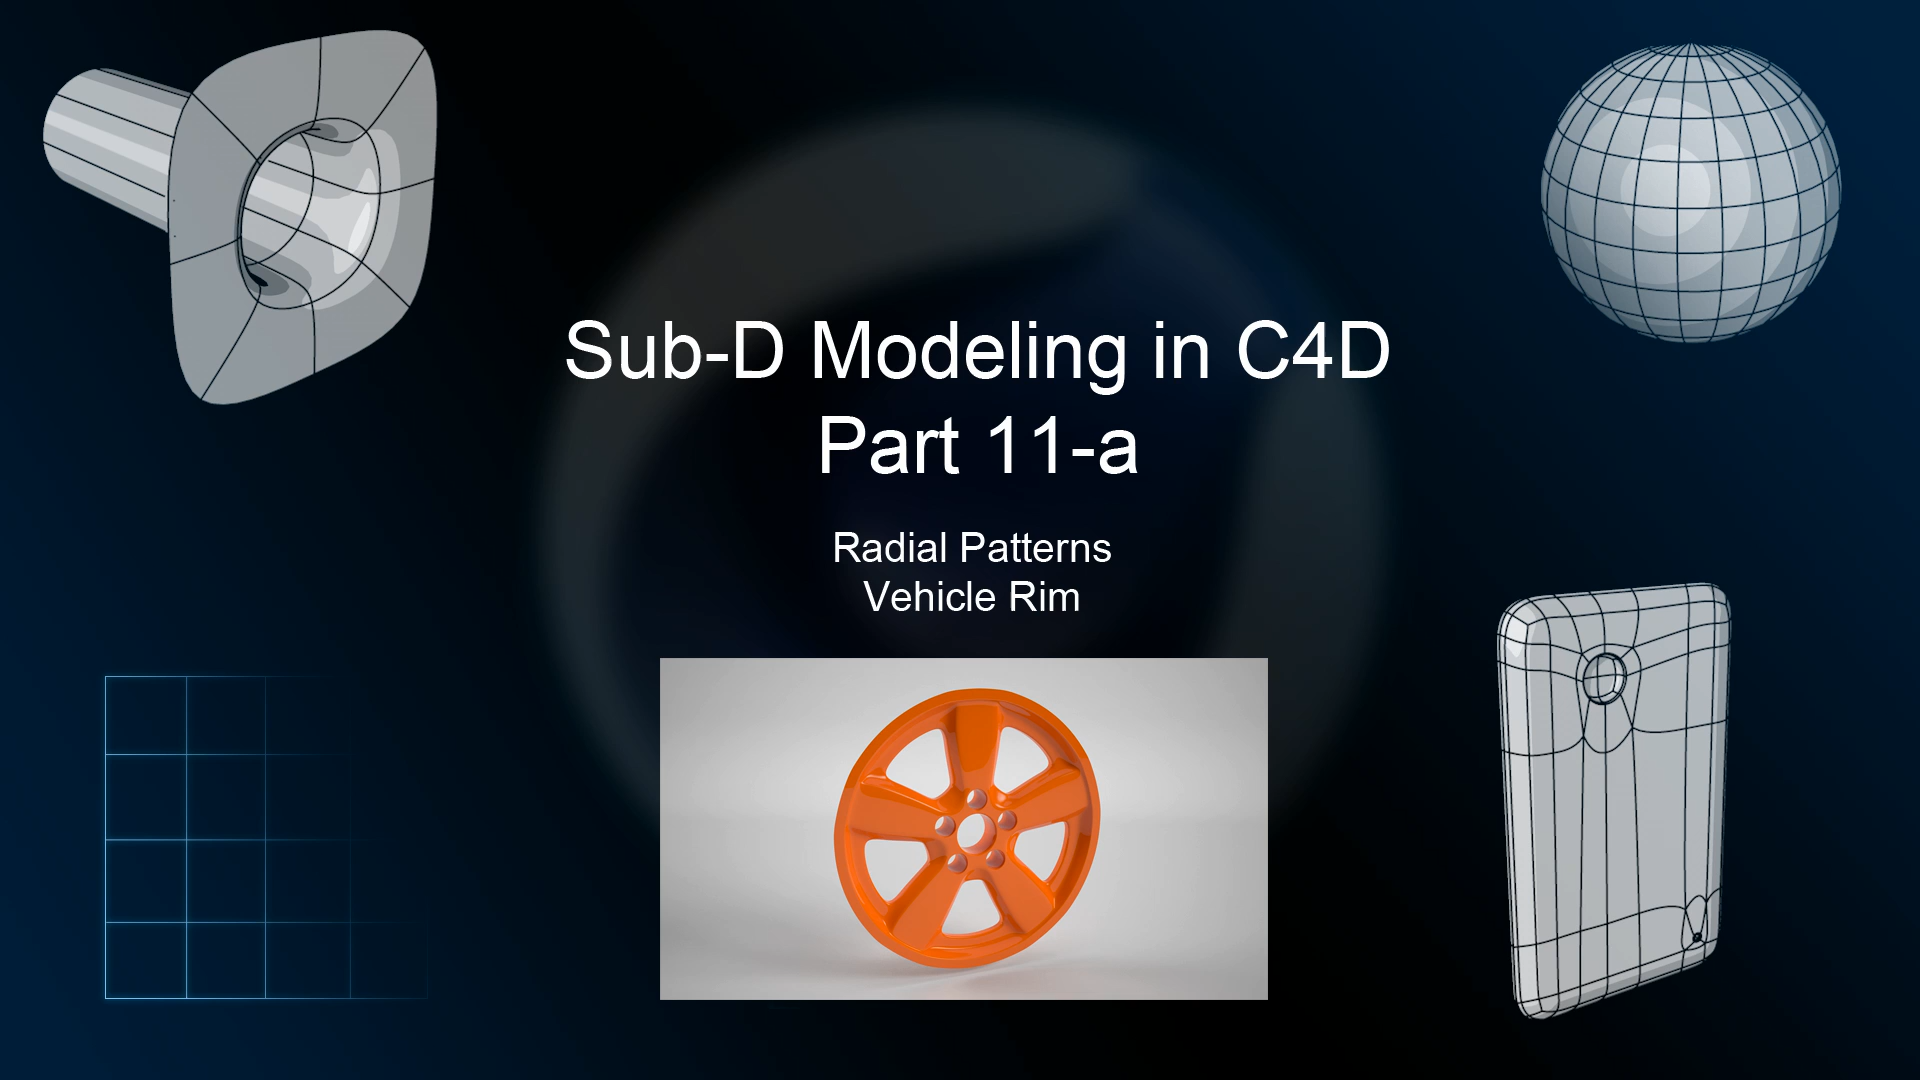 Sub-D Modeling in C4D
Part 11-a
Radial Patterns
Vehicle Rim